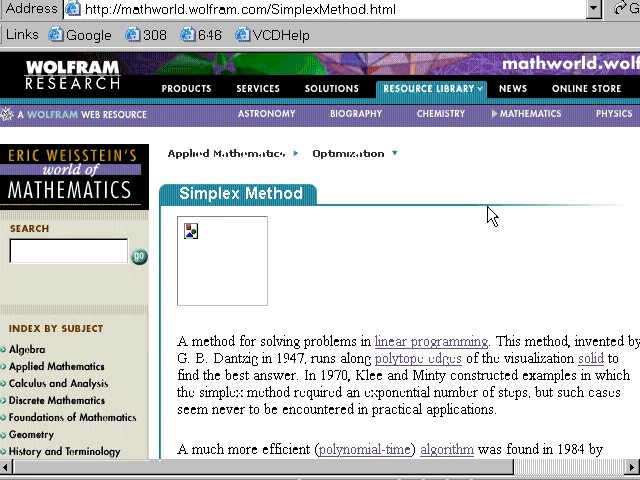 Address http://mathworld.wolfram.com/SimplexMethod.html G
Links Google 308 646 VCDHelp
WOLFRAM RESEARCH mathworld.wolf
PRODUCTS SERVICES SOLUTIONS RESOURCE LIBRARY NEWS ONLINE STORE
A WOLFRAM WEB RESOURCE ASTRONOMY BIOGRAPHY CHEMISTRY MATHEMATICS PHYSICS
ERIC WEISSTEIN'S
world of
MATHEMATICS
Applied Mathematics Optimization
Simplex Method
SEARCH
go
INDEX BY SUBJECT
Algebra
Applied Mathematics
Calculus and Analysis
Discrete Mathematics
Foundations of Mathematics
Geometry
History and Terminology
A method for solving problems in linear programming. This method, invented by
G. B. Dantzig in 1947, runs along polytope edges of the visualization solid to
find the best answer. In 1970, Klee and Minty constructed examples in which
the simplex method required an exponential number of steps, but such cases
seem never to be encountered in practical applications.
A much more efficient (polynomial-time) algorithm was found in 1984 by